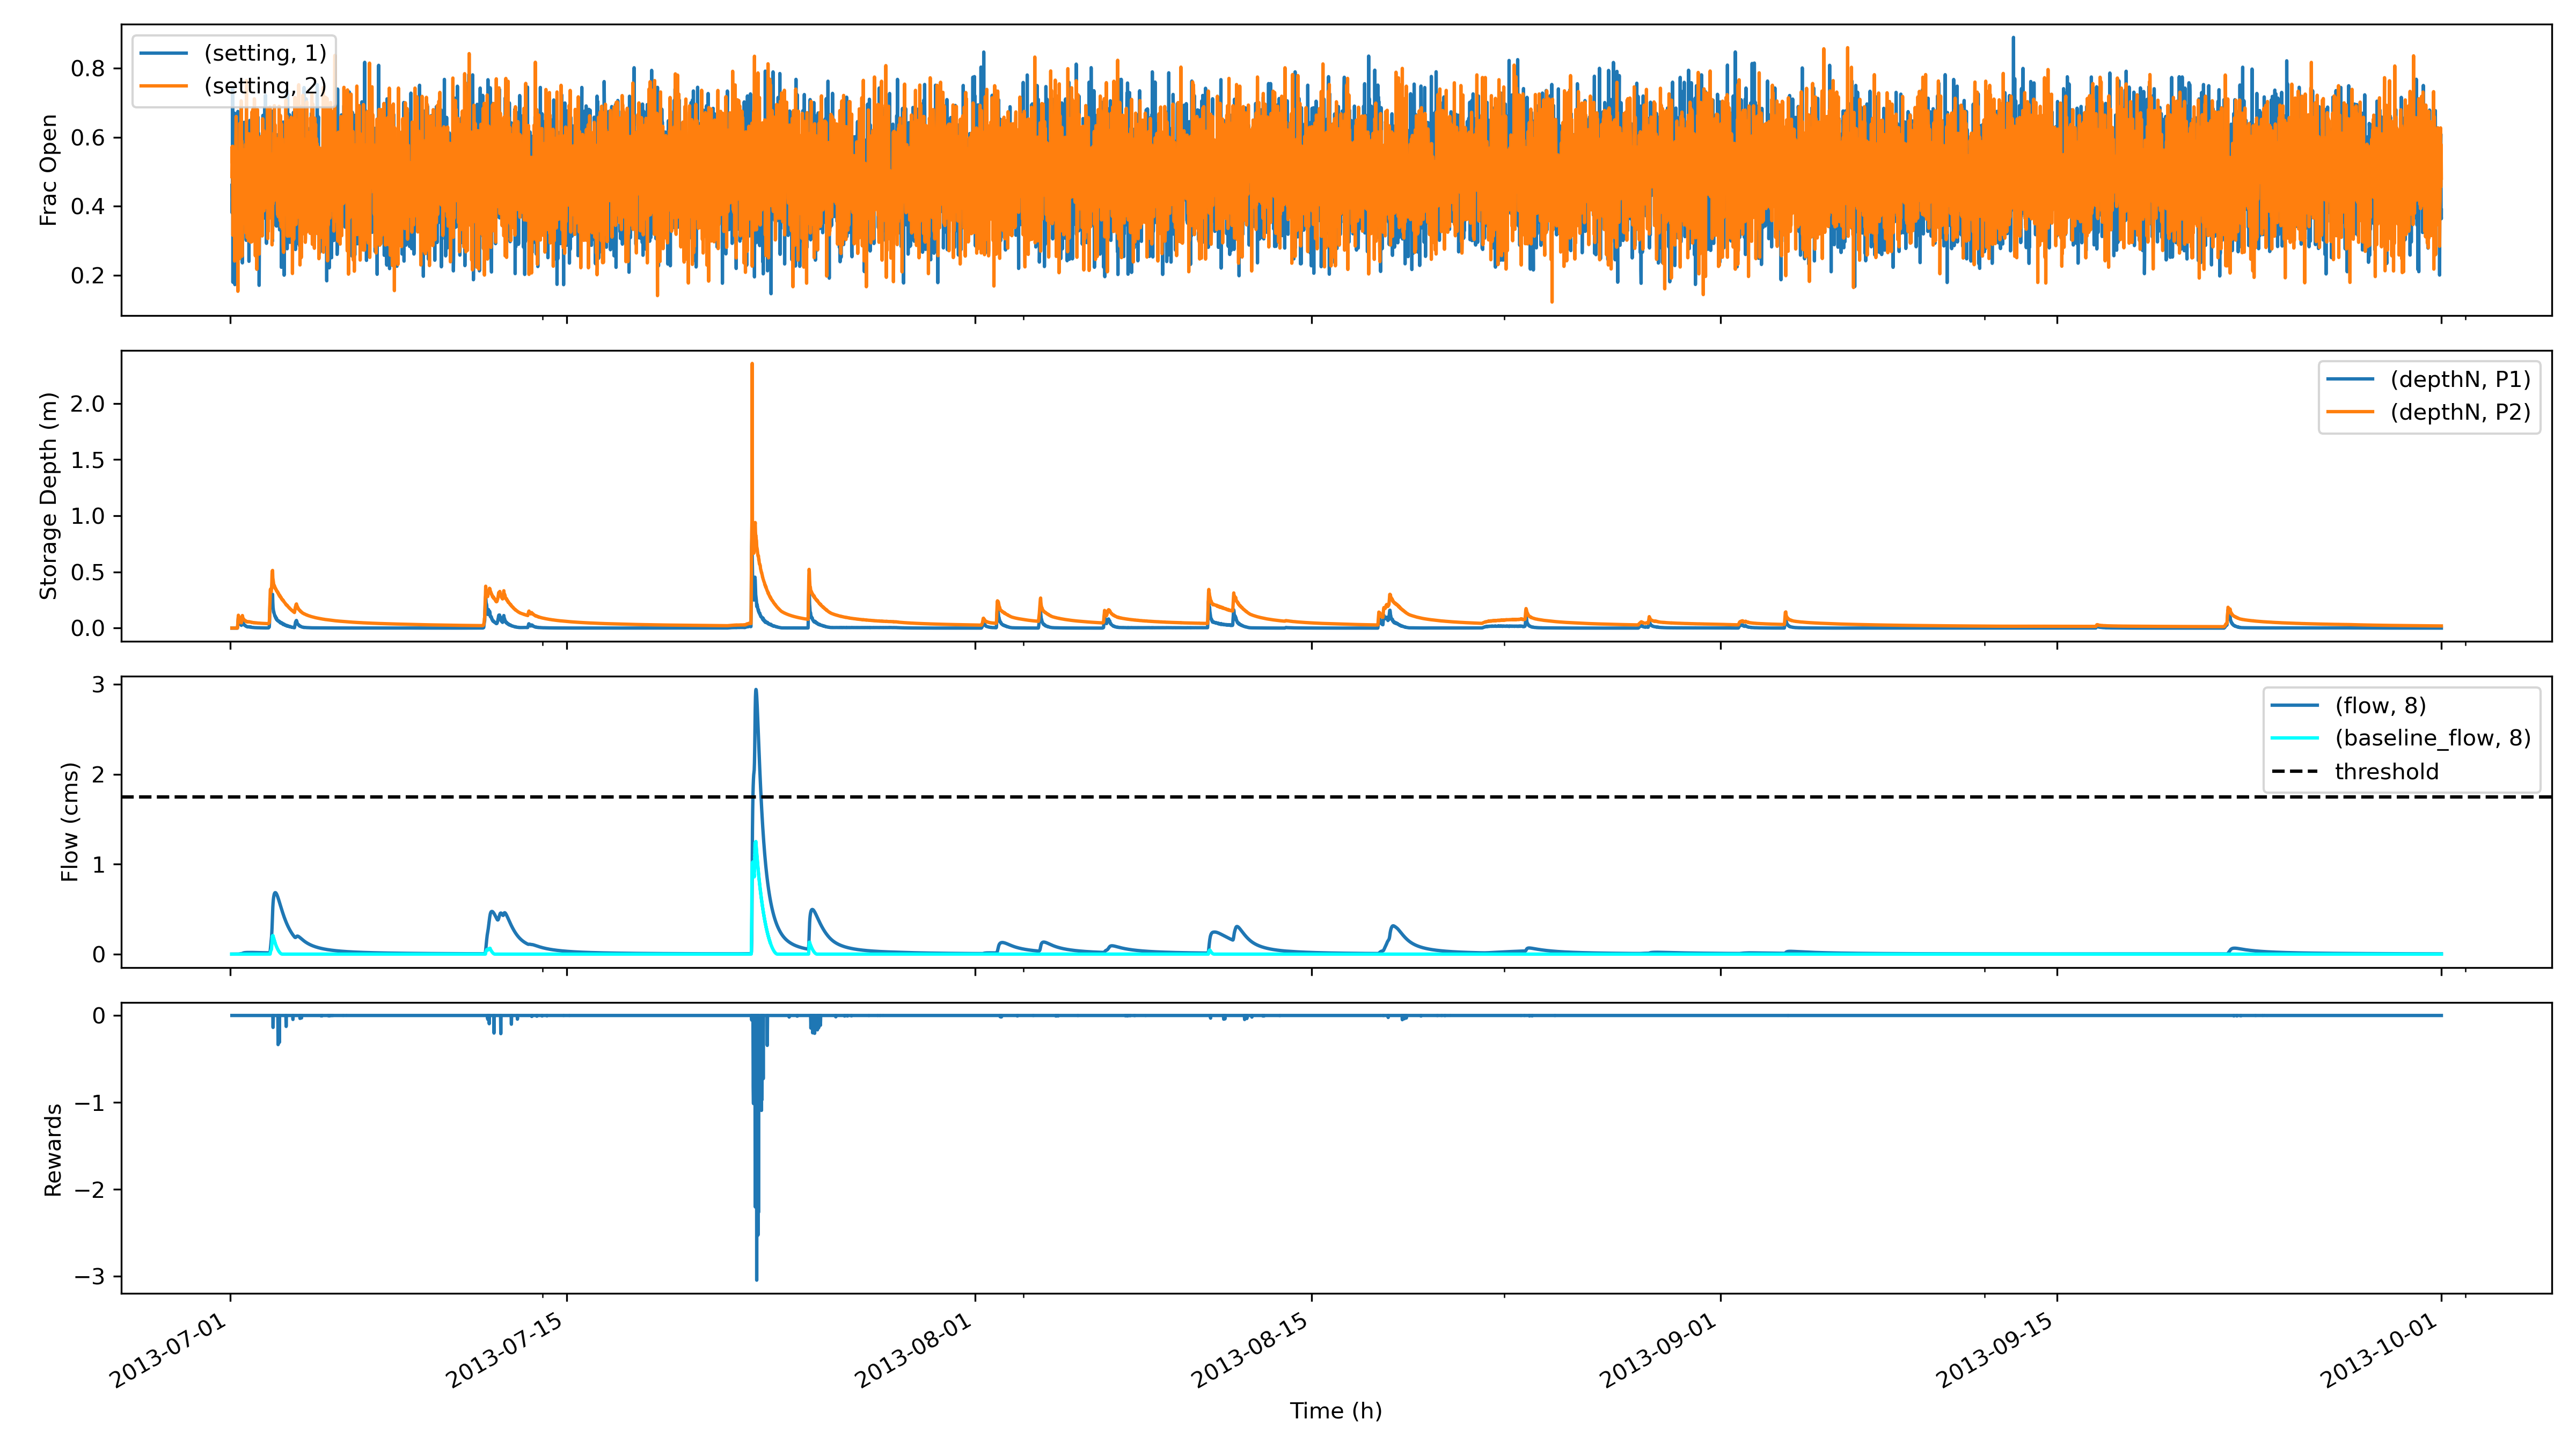 (setting, 1)
(setting, 2)
Frac Open
0.8
0.6
0.4
0.2
(depthN, P1)
(depthN, P2)
Storage Depth (m)
2.0
1.5
1.0
0.5
0.0
(flow, 8)
(baseline_flow, 8)
threshold
Flow (cms)
3
2
1
0
Rewards
0
−1
−2
−3
2013-07-01
2013-07-15
2013-08-01
2013-08-15
2013-09-01
2013-09-15
2013-10-01
Time (h)